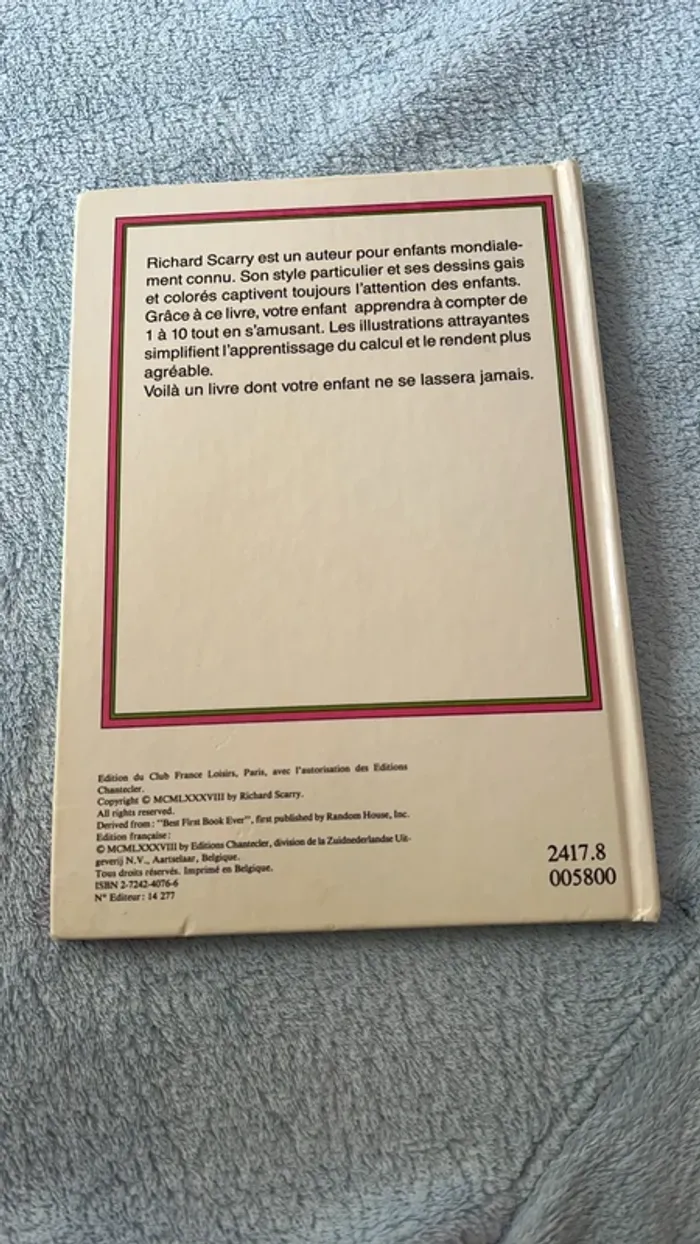 Richard Scarry est un auteur pour enfants mondiale-
ment connu. Son style particulier et ses dessins gais
et colorés captivent toujours l'attention des enfants.
Grâce à ce livre, votre enfant apprendra à compter de
1 à 10 tout en s'amusant. Les illustrations attrayantes
simplifient l'apprentissage du calcul et le rendent plus
agréable.
Voilà un livre dont votre enfant ne se lassera jamais.
Edition du Club France Loisirs, Paris, avec l'autorisation des Editions
Chantecler.
Copyright © MCMLXXXVIII by Richard Scarry.
All rights reserved.
Derived from: "Best First Book Ever", first published by Random House, Inc.
Edition française:
© MCMLXXXVIII by Editions Chantecler, division de la Zuidnederlandse Uit-
geverij N.V., Aartselaar, Belgique.
Tous droits réservés. Imprimé en Belgique.
ISBN 2-7242-4076-6
N° Editeur: 14 277
2417.8
005800